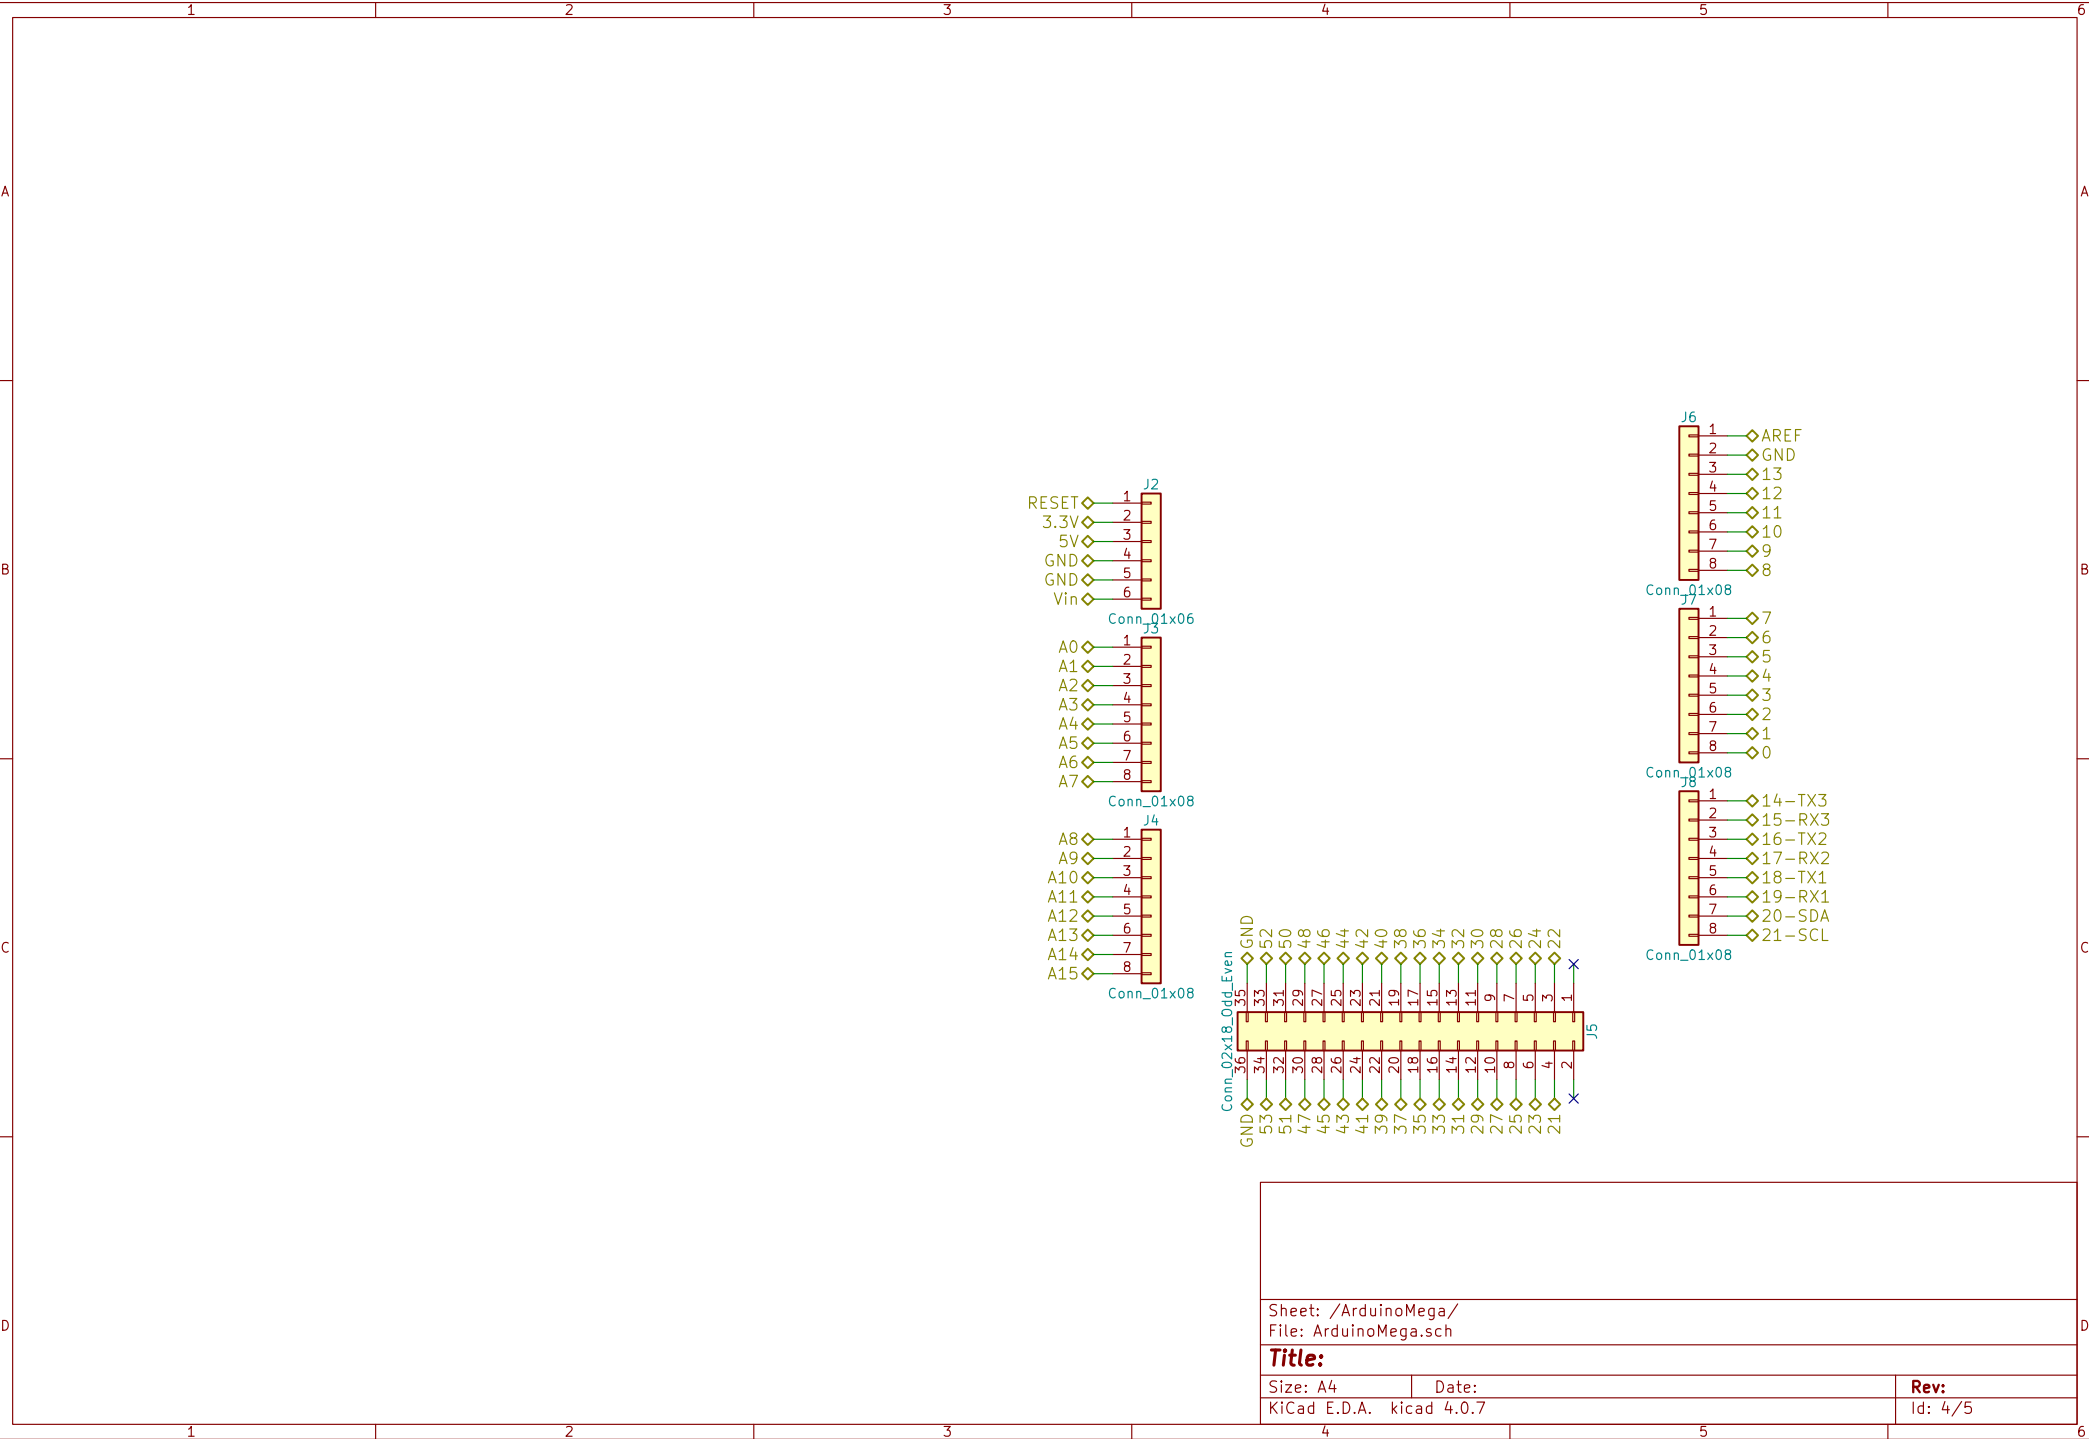 1 2 3 4 5 6
A A
B B
C C
D D
J2
RESET 1
3.3V 2
5V 3
GND 4
GND 5
Vin 6
Conn_01x06
J3
A0 1
A1 2
A2 3
A3 4
A4 5
A5 6
A6 7
A7 8
Conn_01x08
J4
A8 1
A9 2
A10 3
A11 4
A12 5
A13 6
A14 7
A15 8
Conn_01x08
J6
1 AREF
2 GND
3 13
4 12
5 11
6 10
7 9
8 8
Conn_01x08
J7
1 7
2 6
3 5
4 4
5 3
6 2
7 1
8 0
Conn_01x08
J8
1 14-TX3
2 15-RX3
3 16-TX2
4 17-RX2
5 18-TX1
6 19-RX1
7 20-SDA
8 21-SCL
Conn_01x08
GND 52 50 48 46 44 42 40 38 36 34 32 30 28 26 24 22
35 33 31 29 27 25 23 21 19 17 15 13 11 9 7 5 3 1
Conn_02x18_Odd_Even
J5
36 34 32 30 28 26 24 22 20 18 16 14 12 10 8 6 4 2
GND 53 51 47 45 43 41 39 37 35 33 31 29 27 25 23 21
Sheet: /ArduinoMega/
File: ArduinoMega.sch
Title:
Size: A4 Date: Rev:
KiCad E.D.A. kicad 4.0.7 Id: 4/5
1 2 3 4 5 6